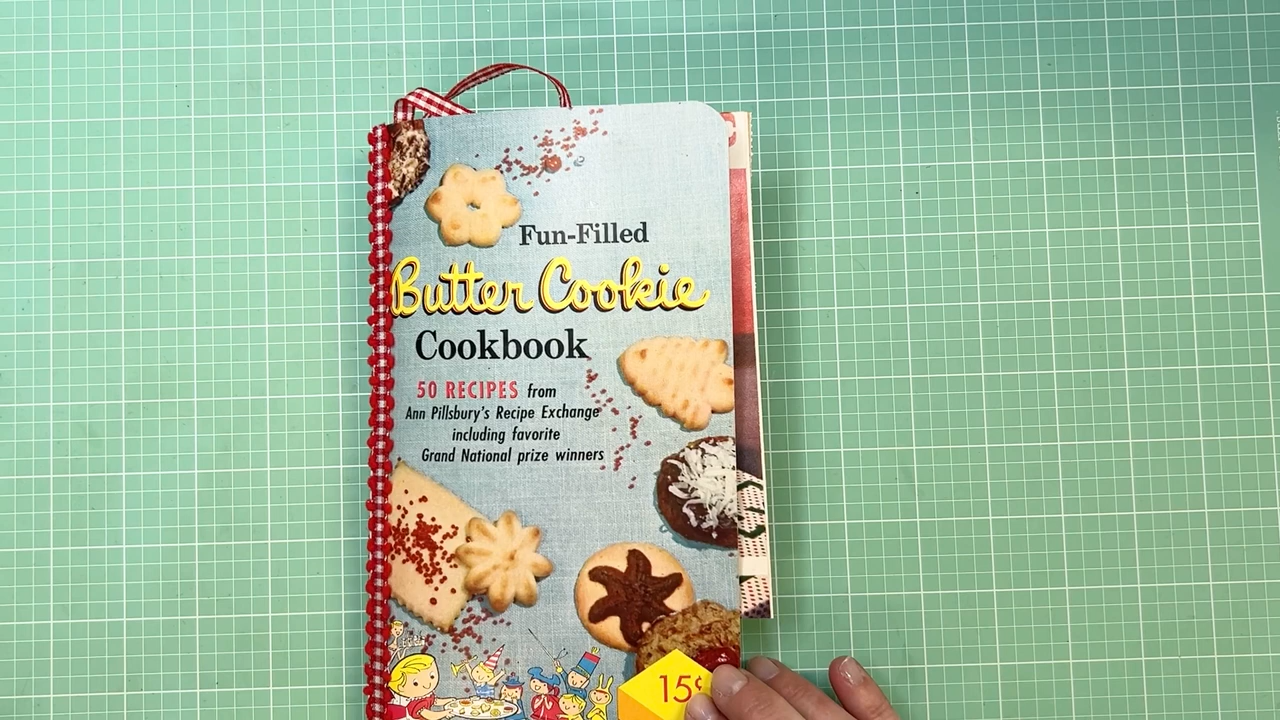 Fun-Filled
Butter Cookie
Cookbook
50 RECIPES from
Ann Pillsbury's Recipe Exchange
including favorite
Grand National prize winners
15¢